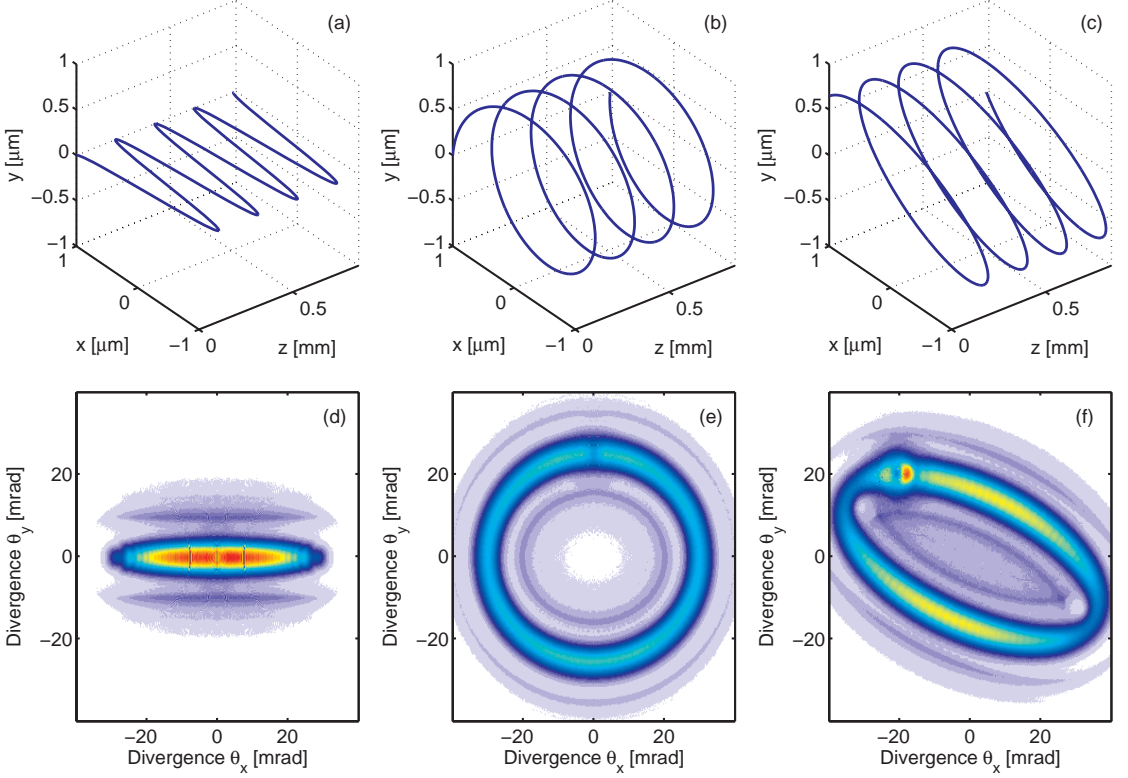 (a)
1
0.5
0
−0.5
−1
y [μm]
1
0
−1
x [μm]
0
0.5
z [mm]
(b)
1
0.5
0
−0.5
−1
y [μm]
1
0
−1
x [μm]
0
0.5
z [mm]
(c)
1
0.5
0
−0.5
−1
y [μm]
1
0
−1
x [μm]
0
0.5
z [mm]
(d)
20
0
−20
Divergence θy [mrad]
−20 0 20
Divergence θx [mrad]
(e)
20
0
−20
Divergence θy [mrad]
−20 0 20
Divergence θx [mrad]
(f)
20
0
−20
Divergence θy [mrad]
−20 0 20
Divergence θx [mrad]